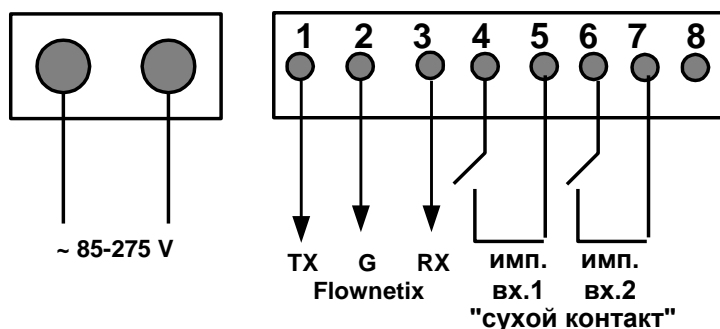 1 2 3 4 5 6 7 8
~ 85-275 V
TX G RX имп. имп.
Flownetix вх.1 вх.2
"сухой контакт"